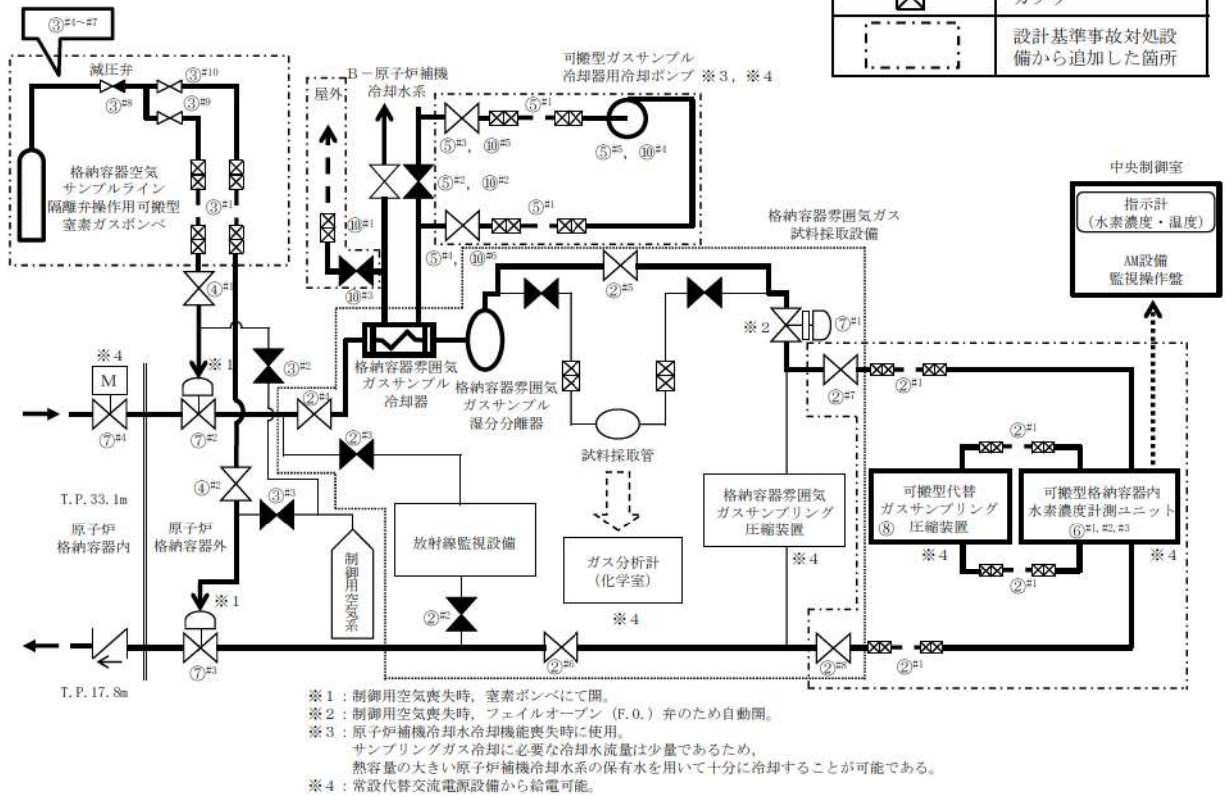 ③#4~#7
カプラ
設計基準事故対処設
備から追加した箇所
減圧弁
③#10
③#8
③#9
格納容器空気
サンプルライン
隔離弁操作用可搬型
窒素ガスボンベ
③#1
屋外
B-原子炉補機
冷却水系
可搬型ガスサンプル
冷却器用冷却ポンプ ※3,※4
⑤#1
⑤#3, ⑩#5
⑤#5, ⑩#4
⑤#2, ⑩#2
⑤#1
⑤#4, ⑩#6
⑩#1
⑩#3
格納容器雰囲気ガス
試料採取設備
中央制御室
指示計
(水素濃度・温度)
AM設備
監視操作盤
④#1
※1
③#2
②#5
※2
⑦#1
※4
M
⑦#4
⑦#2
②#4
②#3
格納容器雰囲気
ガスサンプル
冷却器
格納容器雰囲気
ガスサンプル
湿分分離器
試料採取管
②#7
②#1
②#1
T.P.33.1m
原子炉
格納容器内
原子炉
格納容器外
④#2
③#3
制御用空気系
放射線監視設備
ガス分析計
(化学室)
※4
格納容器雰囲気
ガスサンプリング
圧縮装置
※4
可搬型代替
ガスサンプリング
⑧ 圧縮装置
※4
可搬型格納容器内
水素濃度計測ユニット
⑥#1,#2,#3
※4
②#1
※1
②#2
⑦#3
②#6
②#8
②#1
T.P.17.8m
※1:制御用空気喪失時,窒素ボンベにて開。
※2:制御用空気喪失時,フェイルオープン(F.O.)弁のため自動開。
※3:原子炉補機冷却水冷却機能喪失時に使用。
サンプリングガス冷却に必要な冷却水流量は少量であるため,
熱容量の大きい原子炉補機冷却水系の保有水を用いて十分に冷却することが可能である。
※4:常設代替交流電源設備から給電可能。